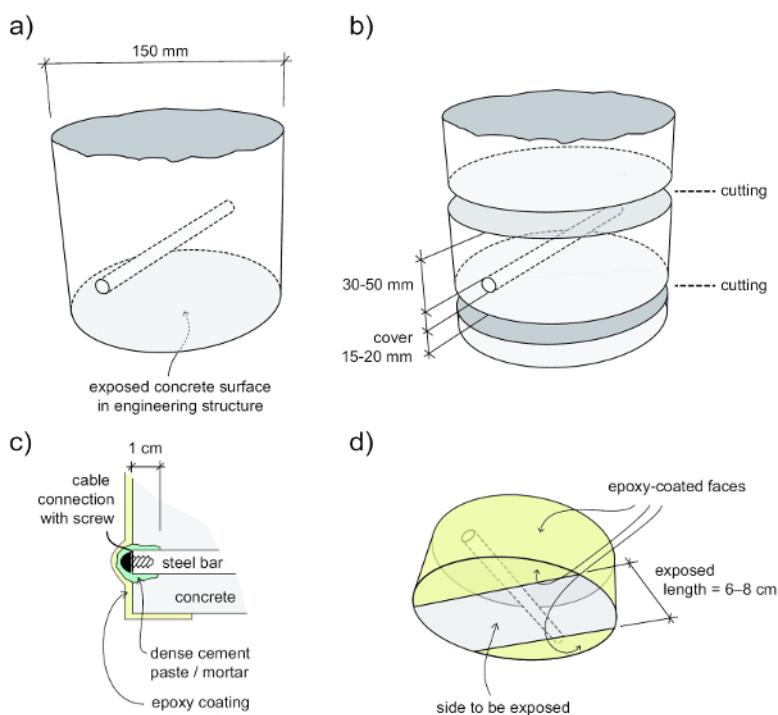 a)
150 mm
exposed concrete surface
in engineering structure
b)
cutting
30-50 mm
cutting
cover
15-20 mm
c)
1 cm
cable
connection
with screw
steel bar
concrete
dense cement
paste / mortar
epoxy coating
d)
epoxy-coated faces
exposed
length = 6–8 cm
side to be exposed